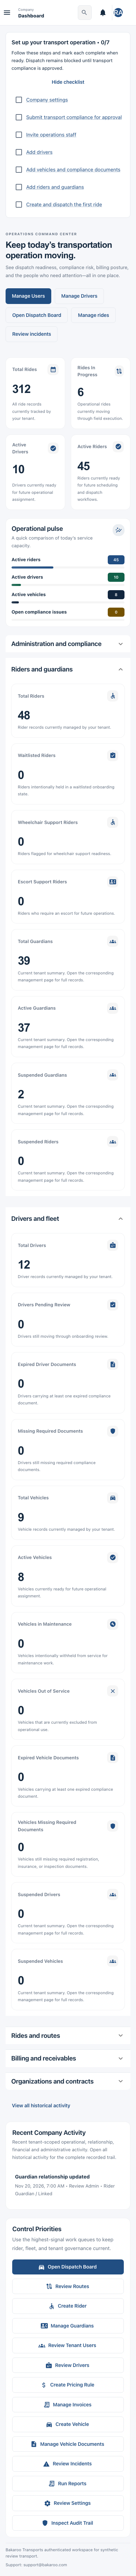 Company
Dashboard
RA
Set up your transport operation - 0/7
Follow these steps and mark each complete when
ready. Dispatch remains blocked until transport
compliance is approved.
Hide checklist
Company settings
Submit transport compliance for approval
Invite operations staff
Add drivers
Add vehicles and compliance documents
Add riders and guardians
Create and dispatch the first ride
OPERATIONS COMMAND CENTER
Keep today's transportation
operation moving.
See dispatch readiness, compliance risk, billing posture,
and the people who need attention—all in one place.
Manage Users
Manage Drivers
Open Dispatch Board
Manage rides
Review incidents
Total Rides
312
All ride records
currently tracked by
your tenant.
Rides In
Progress
6
Operational rides
currently moving
through field execution.
Active
Drivers
10
Drivers currently ready
for future operational
assignment.
Active Riders
45
Riders currently ready
for future scheduling
and dispatch
workflows.
Operational pulse
A quick comparison of today's service
capacity.
Active riders
45
Active drivers
10
Active vehicles
8
Open compliance issues
0
Administration and compliance
Riders and guardians
Total Riders
48
Rider records currently managed by your tenant.
Waitlisted Riders
0
Riders intentionally held in a waitlisted onboarding
state.
Wheelchair Support Riders
0
Riders flagged for wheelchair support readiness.
Escort Support Riders
0
Riders who require an escort for future operations.
Total Guardians
39
Current tenant summary. Open the corresponding
management page for full records.
Active Guardians
37
Current tenant summary. Open the corresponding
management page for full records.
Suspended Guardians
2
Current tenant summary. Open the corresponding
management page for full records.
Suspended Riders
0
Current tenant summary. Open the corresponding
management page for full records.
Drivers and fleet
Total Drivers
12
Driver records currently managed by your tenant.
Drivers Pending Review
0
Drivers still moving through onboarding review.
Expired Driver Documents
0
Drivers carrying at least one expired compliance
document.
Missing Required Documents
0
Drivers still missing required compliance
documents.
Total Vehicles
9
Vehicle records currently managed by your tenant.
Active Vehicles
8
Vehicles currently ready for future operational
assignment.
Vehicles In Maintenance
0
Vehicles intentionally withheld from service for
maintenance work.
Vehicles Out of Service
0
Vehicles that are currently excluded from
operational use.
Expired Vehicle Documents
0
Vehicles carrying at least one expired compliance
document.
Vehicles Missing Required
Documents
0
Vehicles still missing required registration,
insurance, or inspection documents.
Suspended Drivers
0
Current tenant summary. Open the corresponding
management page for full records.
Suspended Vehicles
0
Current tenant summary. Open the corresponding
management page for full records.
Rides and routes
Billing and receivables
Organizations and contracts
View all historical activity
Recent Company Activity
Recent tenant-scoped operational, relationship,
financial and administrative activity. Open all
historical activity for the complete recorded trail.
Guardian relationship updated
Nov 20, 2026, 7:00 AM • Review Admin • Rider
Guardian / Linked
Control Priorities
Use the highest-signal work queues to keep
rider, fleet, and tenant governance current.
Open Dispatch Board
Review Routes
Create Rider
Manage Guardians
Review Tenant Users
Review Drivers
Create Pricing Rule
Manage Invoices
Create Vehicle
Manage Vehicle Documents
Review Incidents
Run Reports
Review Settings
Inspect Audit Trail